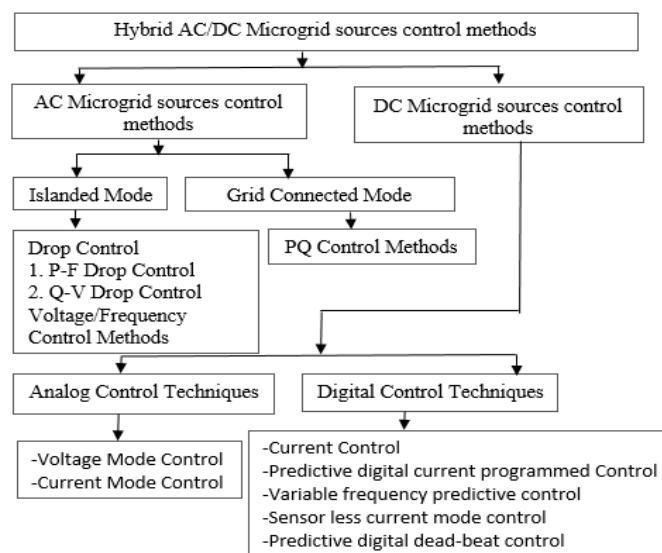 Hybrid AC/DC Microgrid sources control methods
AC Microgrid sources control
methods
DC Microgrid sources control
methods
Islanded Mode
Grid Connected Mode
Drop Control
1. P-F Drop Control
2. Q-V Drop Control
Voltage/Frequency
Control Methods
PQ Control Methods
Analog Control Techniques
Digital Control Techniques
-Voltage Mode Control
-Current Mode Control
-Current Control
-Predictive digital current programmed Control
-Variable frequency predictive control
-Sensor less current mode control
-Predictive digital dead-beat control